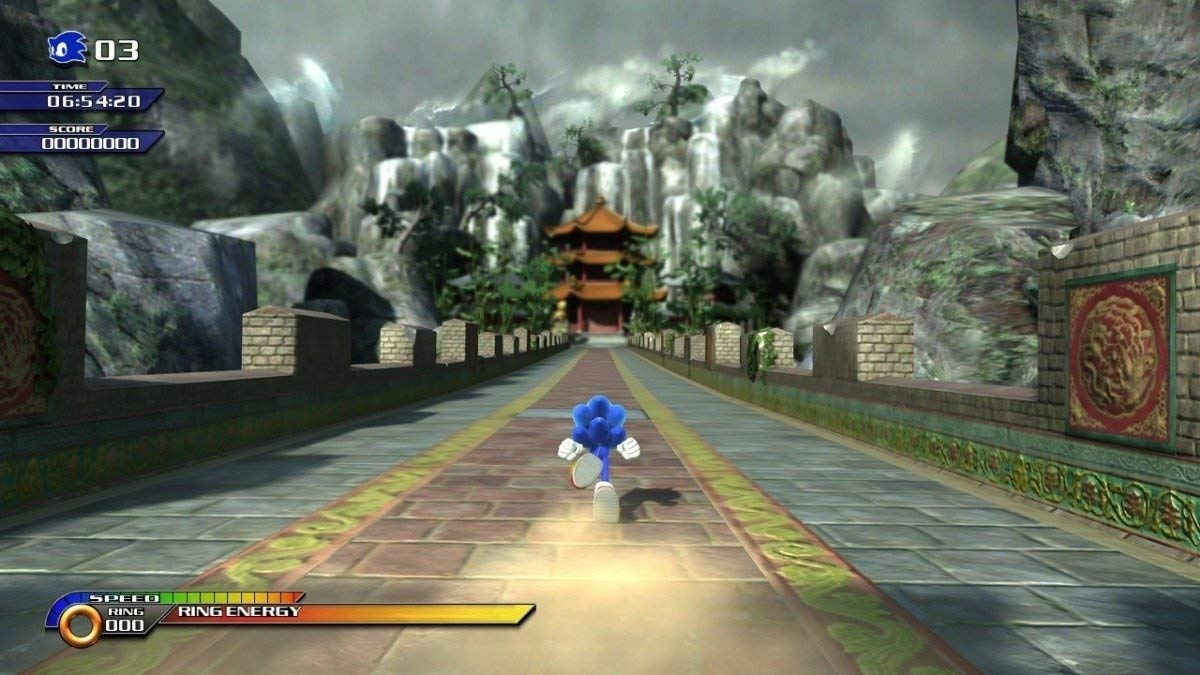 03
TIME
06:54:20
SCORE
00000000
SPEED
RING
000
RING ENERGY